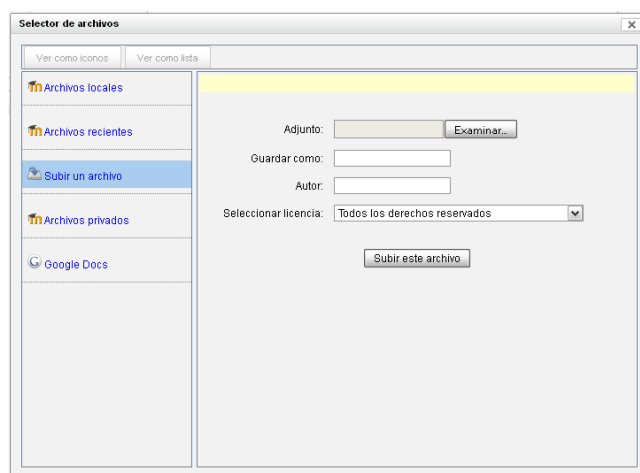 Selector de archivos
Ver como iconos Ver como lista
Archivos locales
Archivos recientes
Subir un archivo
Archivos privados
Google Docs
Adjunto: Examinar...
Guardar como:
Autor:
Seleccionar licencia: Todos los derechos reservados
Subir este archivo